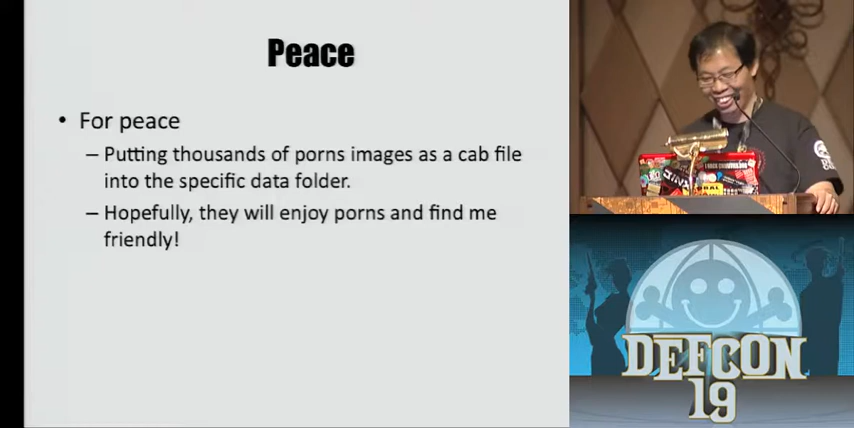 Peace
• For peace
– Putting thousands of porns images as a cab file
into the specific data folder.
– Hopefully, they will enjoy porns and find me
friendly!
DEFCON
19